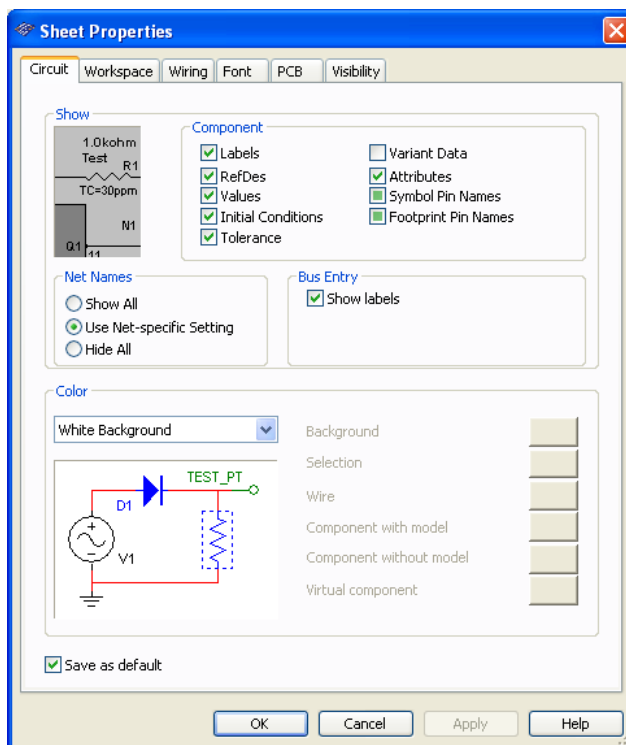 Sheet Properties
Circuit Workspace Wiring Font PCB Visibility
Show
1.0kohm
Test
R1
TC=30ppm
N1
Q1
11
Component
Labels
Variant Data
RefDes
Attributes
Values
Symbol Pin Names
Initial Conditions
Footprint Pin Names
Tolerance
Net Names
Show All
Use Net-specific Setting
Hide All
Bus Entry
Show labels
Color
White Background
TEST_PT
D1
V1
Background
Selection
Wire
Component with model
Component without model
Virtual component
Save as default
OK Cancel Apply Help